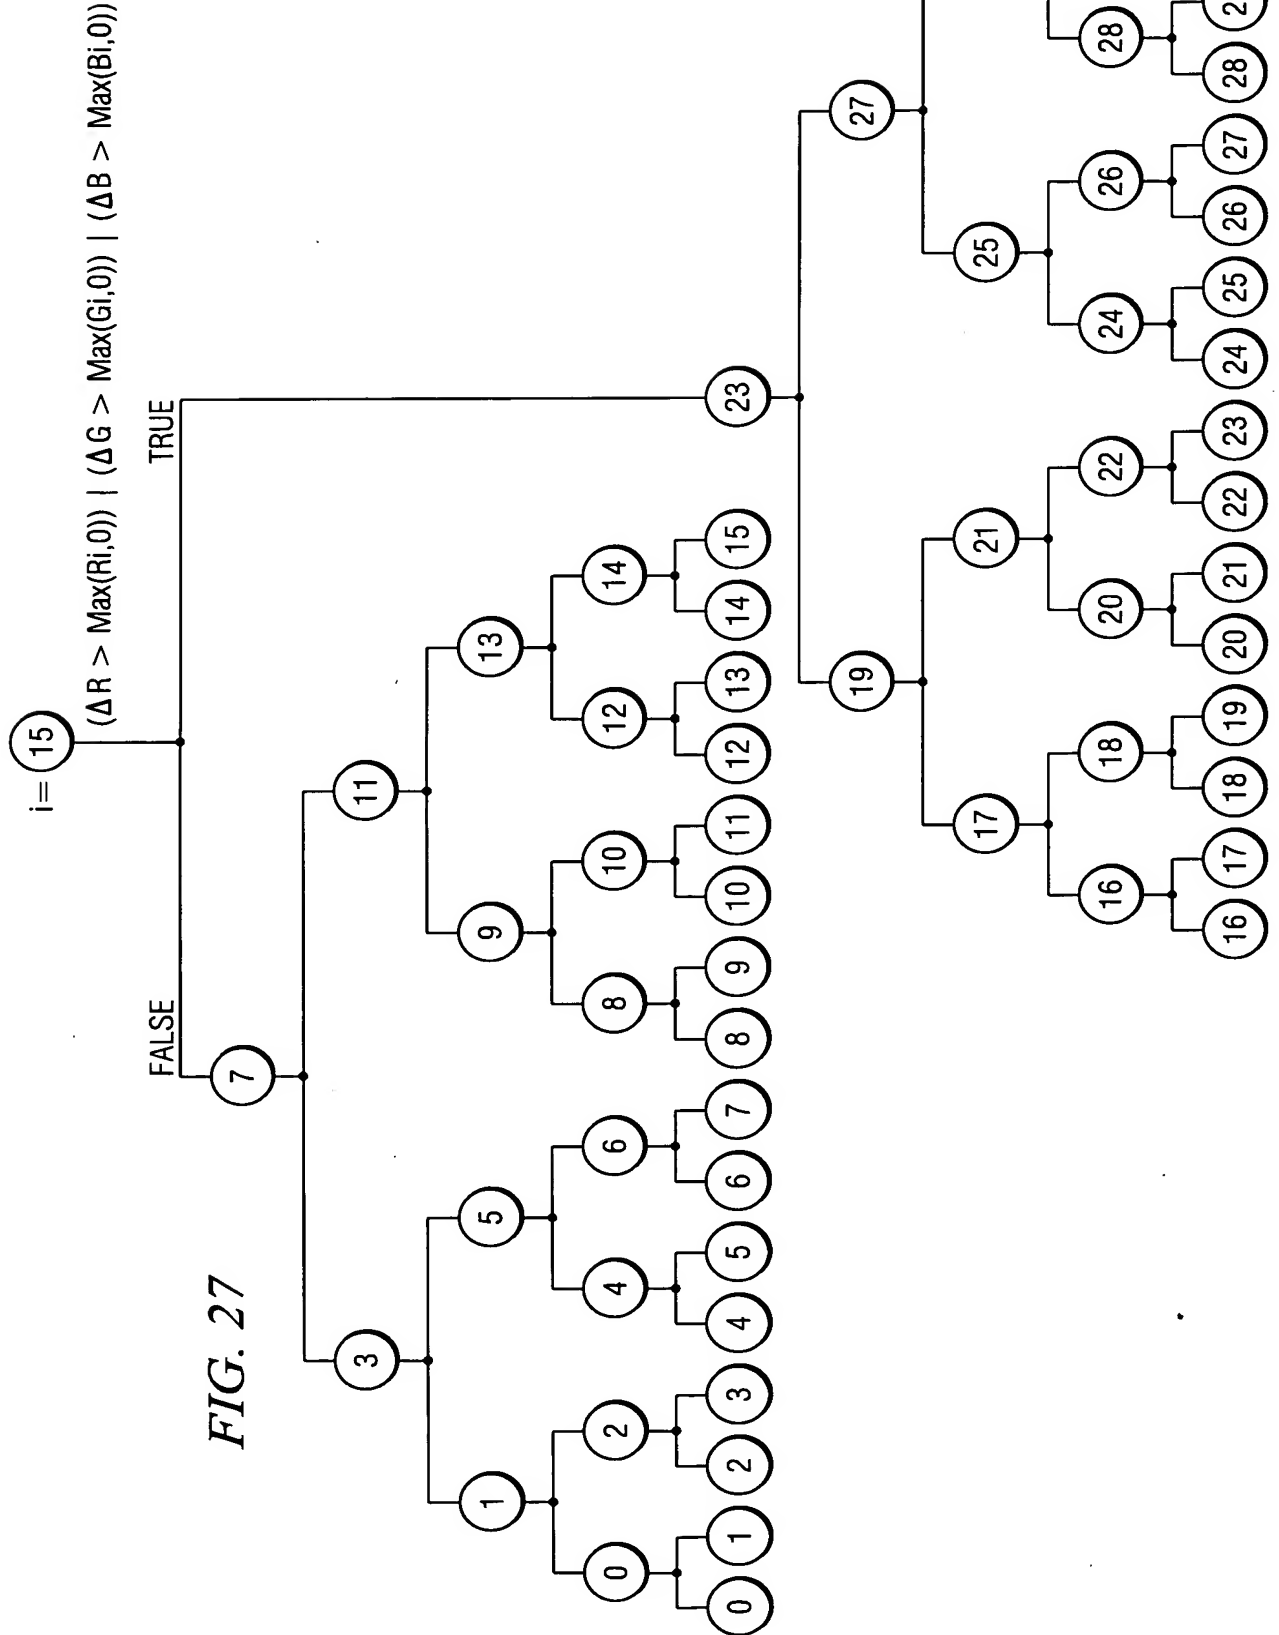 i=
15
(ΔR > Max(Ri,0)) | (ΔG > Max(Gi,0)) | (ΔB > Max(Bi,0))
FALSE
TRUE
FIG. 27
7
3 11
1 5 9 13
0 2 4 6 8 10 12 14
0 1 2 3 4 5 6 7 8 9 10 11 12 13 14 15
23
19 27
17 21 25
16 18 20 22 24 26 28
16 17 18 19 20 21 22 23 24 25 26 27 28